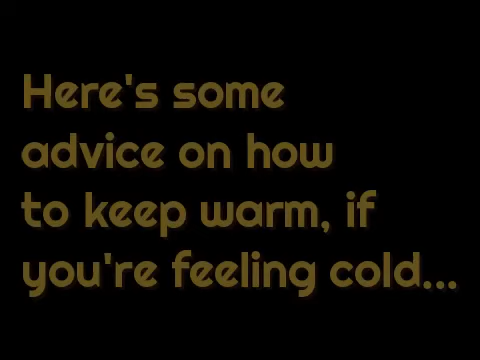 Here's some
advice on how
to keep warm, if
you're feeling cold...